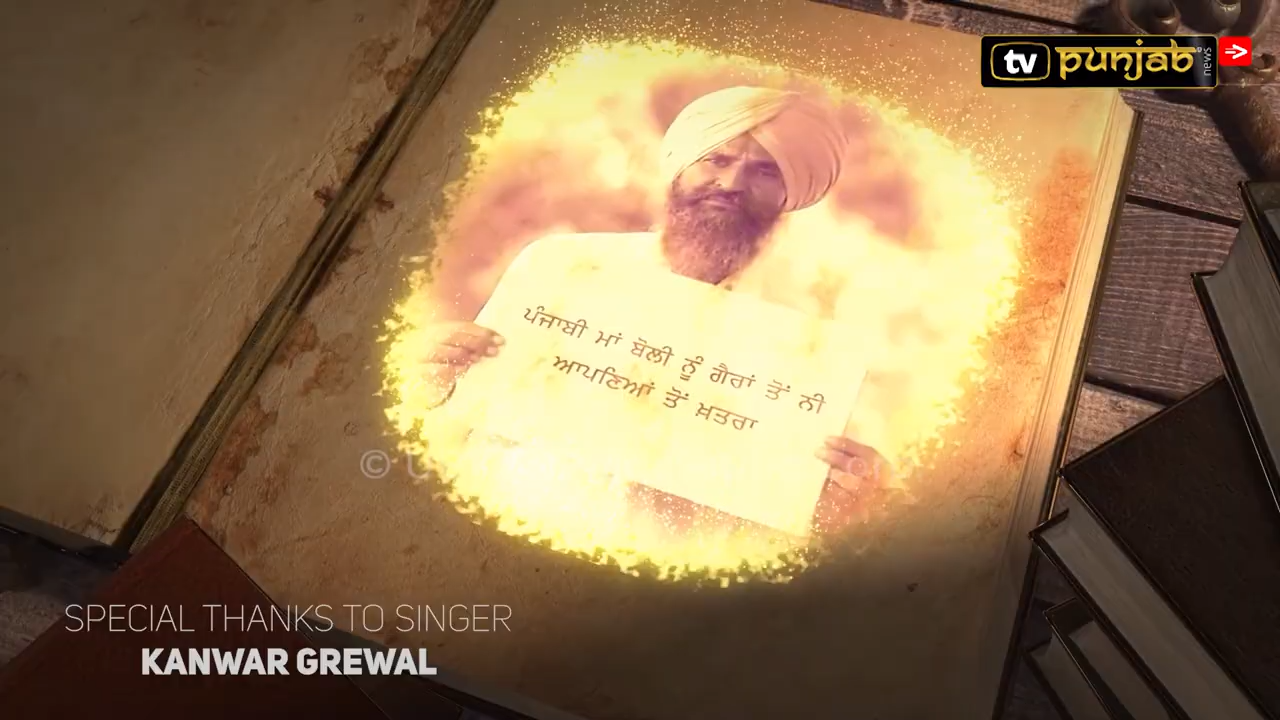 tv punjab news
ਪੰਜਾਬੀ ਮਾਂ ਬੋਲੀ ਨੂੰ ਗੈਰਾਂ ਤੋਂ ਨੀ
ਆਪਣਿਆਂ ਤੋਂ ਖ਼ਤਰਾ
©
SPECIAL THANKS TO SINGER
KANWAR GREWAL